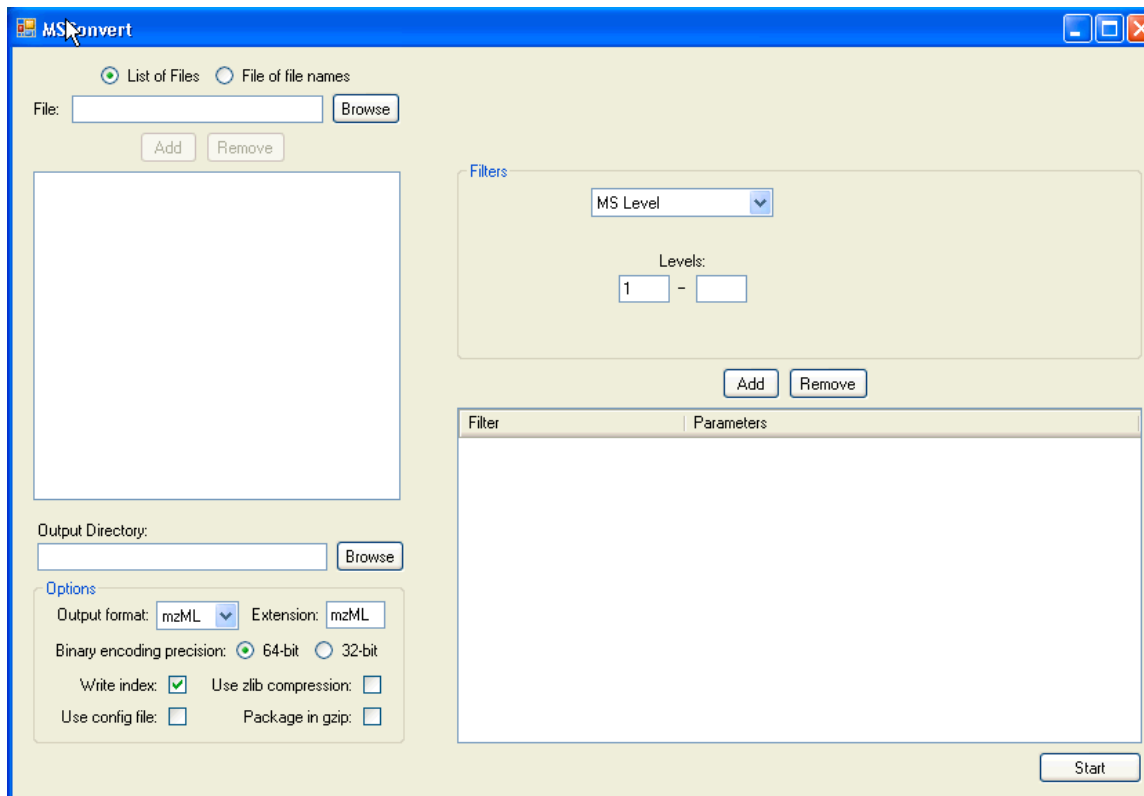 MSConvert
List of Files File of file names
File: Browse
Add Remove
Output Directory:
Browse
Options
Output format: mzML Extension: mzML
Binary encoding precision: 64-bit 32-bit
Write index: Use zlib compression:
Use config file: Package in gzip:
Filters
MS Level
Levels:
1 -
Add Remove
Filter Parameters
Start